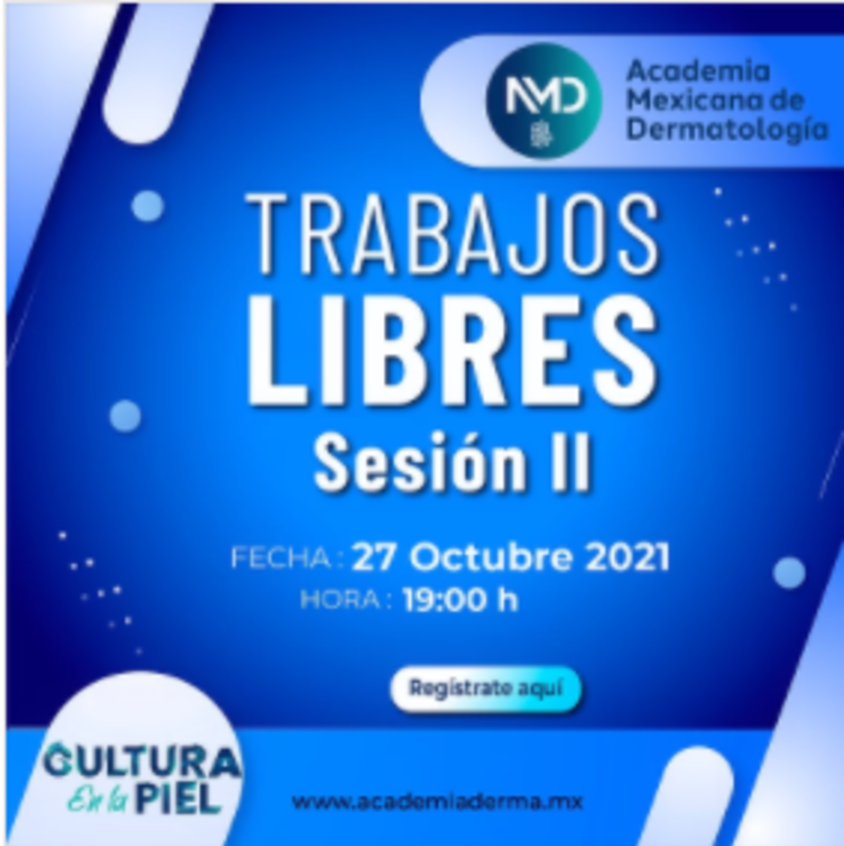 NMD
Academia
Mexicana de
Dermatología
TRABAJOS
LIBRES
Sesión II
FECHA: 27 Octubre 2021
HORA: 19:00 h
Regístrate aquí
CULTURA
En la PIEL
www.academiaderma.mx